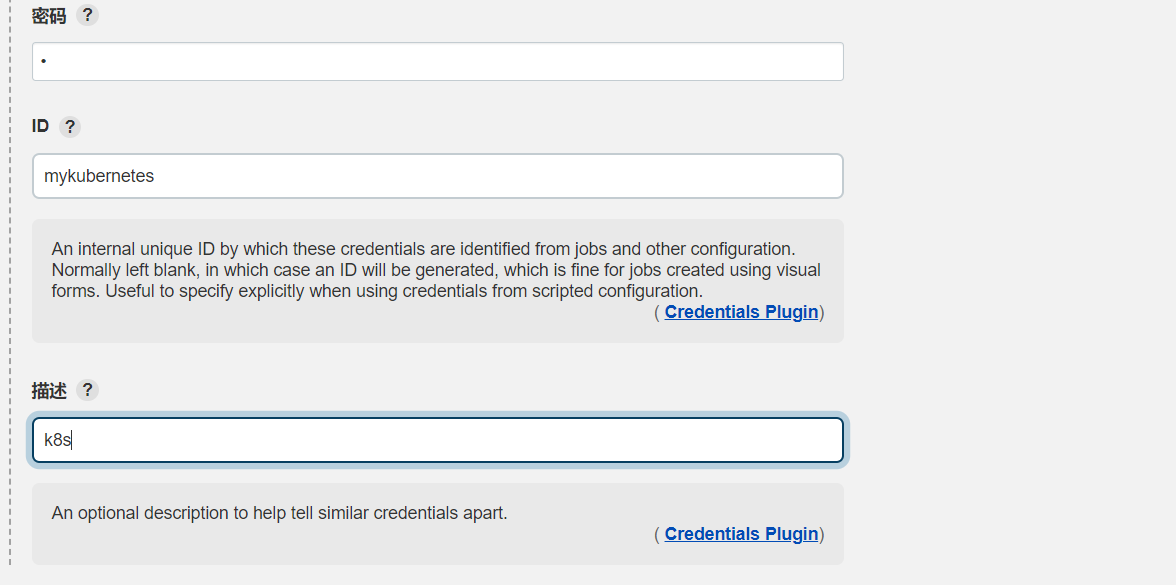 密码 ?
•
ID ?
mykubernetes
An internal unique ID by which these credentials are identified from jobs and other configuration.
Normally left blank, in which case an ID will be generated, which is fine for jobs created using visual
forms. Useful to specify explicitly when using credentials from scripted configuration.
( Credentials Plugin)
描述 ?
k8s
An optional description to help tell similar credentials apart.
( Credentials Plugin)